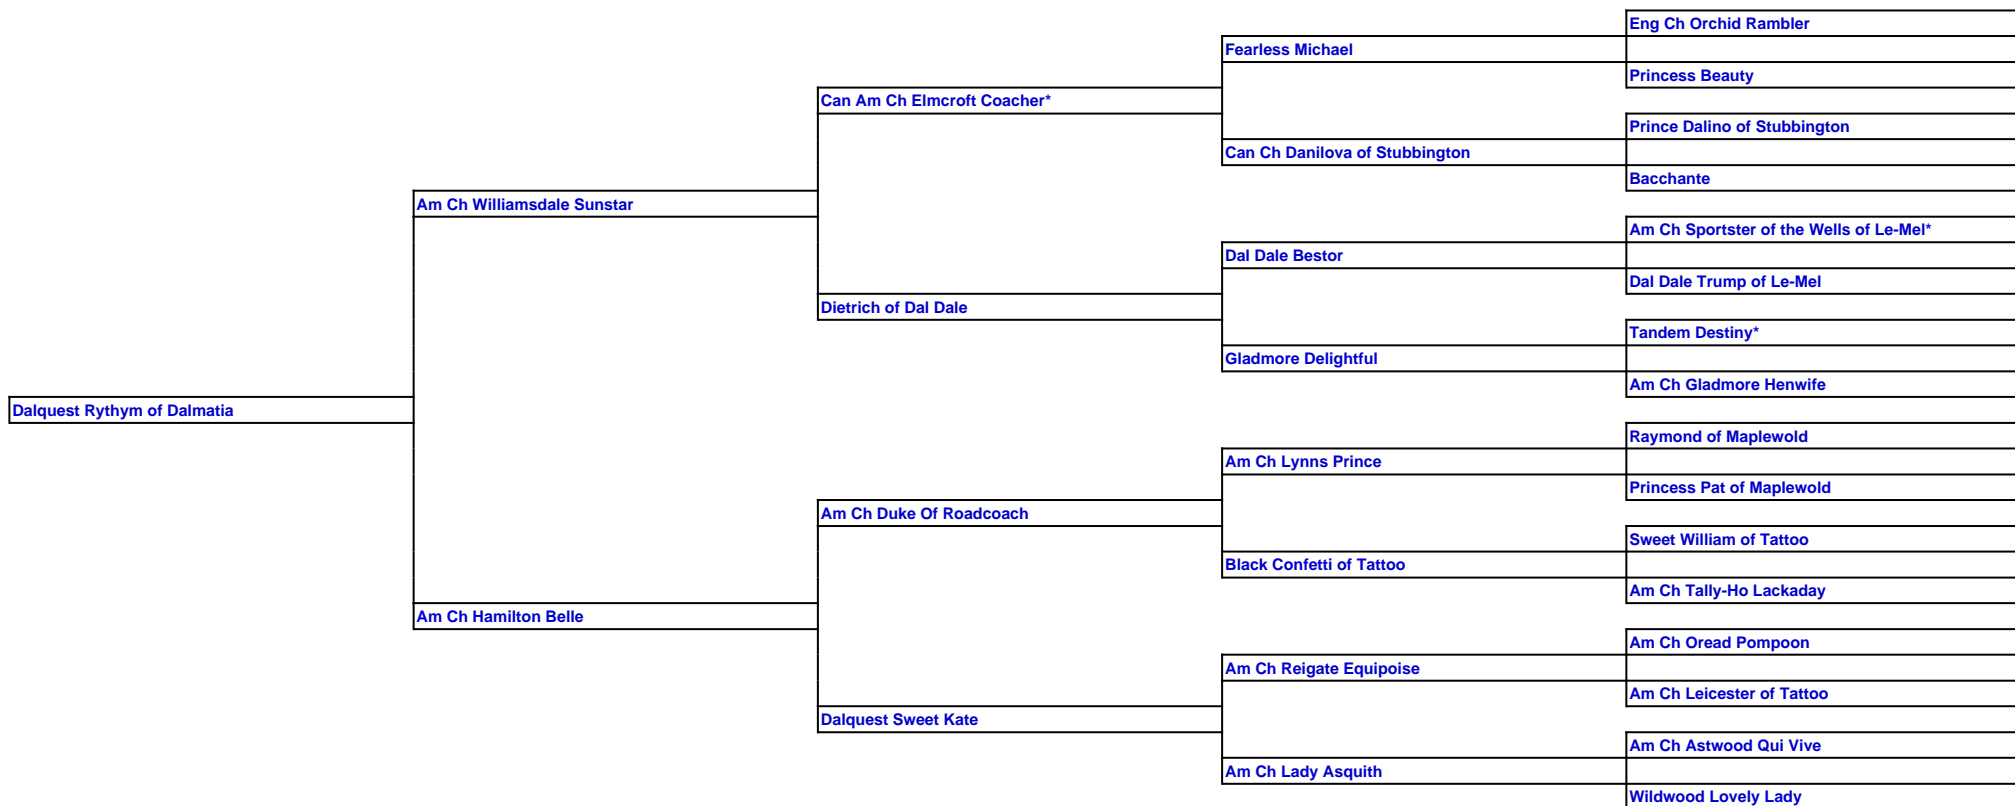 Eng Ch Orchid Rambler
Fearless Michael
Princess Beauty
Can Am Ch Elmcroft Coacher*
Prince Dalino of Stubbington
Can Ch Danilova of Stubbington
Bacchante
Am Ch Williamsdale Sunstar
Am Ch Sportster of the Wells of Le-Mel*
Dal Dale Bestor
Dal Dale Trump of Le-Mel
Dietrich of Dal Dale
Tandem Destiny*
Gladmore Delightful
Am Ch Gladmore Henwife
Dalquest Rythym of Dalmatia
Raymond of Maplewold
Am Ch Lynns Prince
Princess Pat of Maplewold
Am Ch Duke Of Roadcoach
Sweet William of Tattoo
Black Confetti of Tattoo
Am Ch Tally-Ho Lackaday
Am Ch Hamilton Belle
Am Ch Oread Pompoon
Am Ch Reigate Equipoise
Am Ch Leicester of Tattoo
Dalquest Sweet Kate
Am Ch Astwood Qui Vive
Am Ch Lady Asquith
Wildwood Lovely Lady